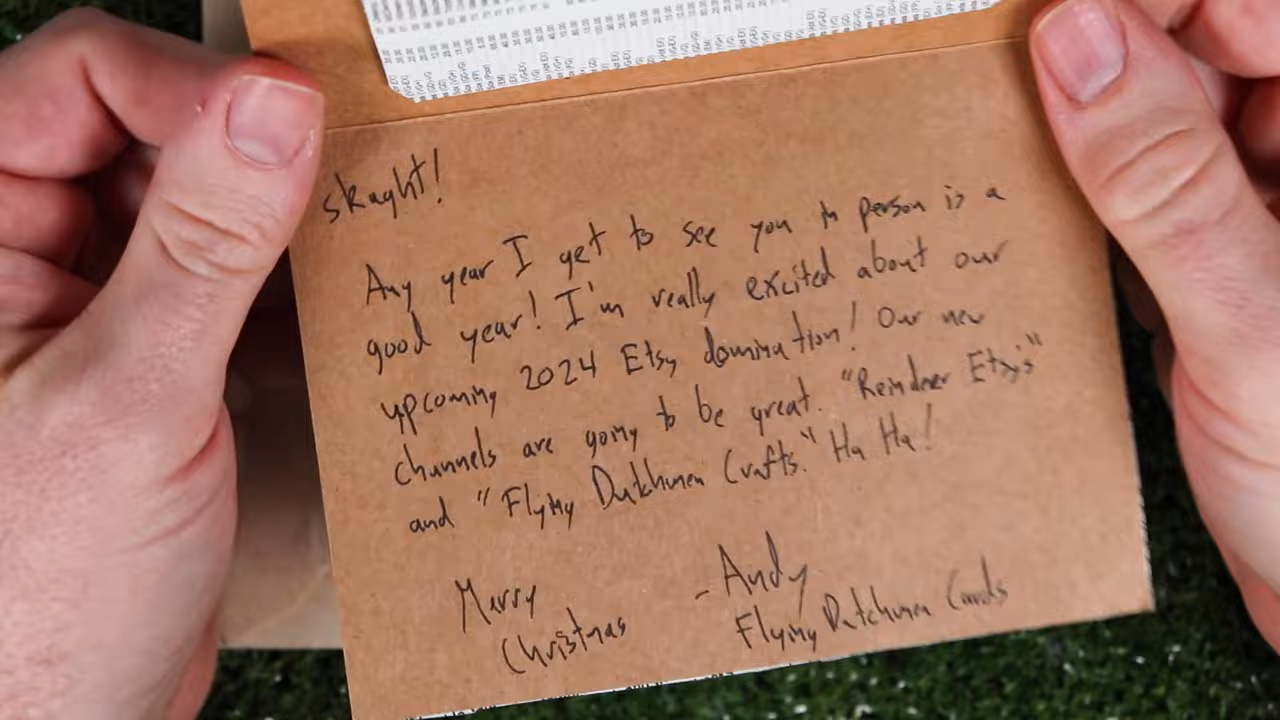 skaght!
Any year I get to see you in person is a
good year! I'm really excited about our
upcoming 2024 Etsy domination! Our new
channels are going to be great. "Reindeer Etsy's"
and "Flying Dutchmen Crafts." Ha Ha!
Merry
Christmas
-Andy
Flying Dutchmen Cards